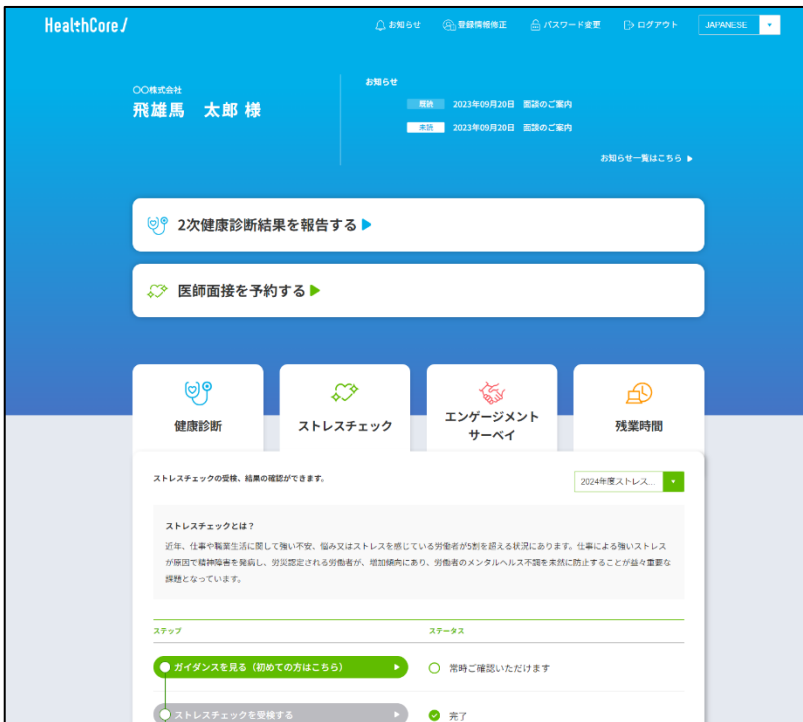 HealthCore/
お知らせ
登録情報修正
パスワード変更
ログアウト
JAPANESE
〇〇株式会社
飛雄馬 太郎 様
お知らせ
既読 2023年09月20日 面談のご案内
未読 2023年09月20日 面談のご案内
お知らせ一覧はこちら ▶
2次健康診断結果を報告する ▶
医師面接を予約する ▶
健康診断
ストレスチェック
エンゲージメント
サーベイ
残業時間
ストレスチェックの受検、結果の確認ができます。
2024年度ストレス...
ストレスチェックとは？
近年、仕事や職業生活に関して強い不安、悩み又はストレスを感じている労働者が5割を超える状況にあります。仕事による強いストレス
が原因で精神障害を発病し、労災認定される労働者が、増加傾向にあり、労働者のメンタルヘルス不調を未然に防止することが益々重要な
課題となっています。
ステップ
ステータス
ガイダンスを見る（初めての方はこちら） ▶
常時ご確認いただけます
ストレスチェックを受検する ▶
完了